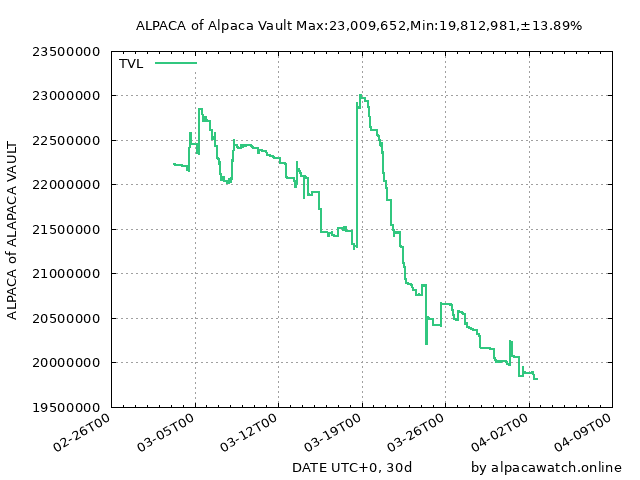 ALPACA of Alpaca Vault Max:23,009,652,Min:19,812,981,±13.89%
TVL
ALPACA of ALAPACA VAULT
23500000
23000000
22500000
22000000
21500000
21000000
20500000
20000000
19500000
02-26T00
03-05T00
03-12T00
03-19T00
03-26T00
04-02T00
04-09T00
DATE UTC+0, 30d
by alpacawatch.online